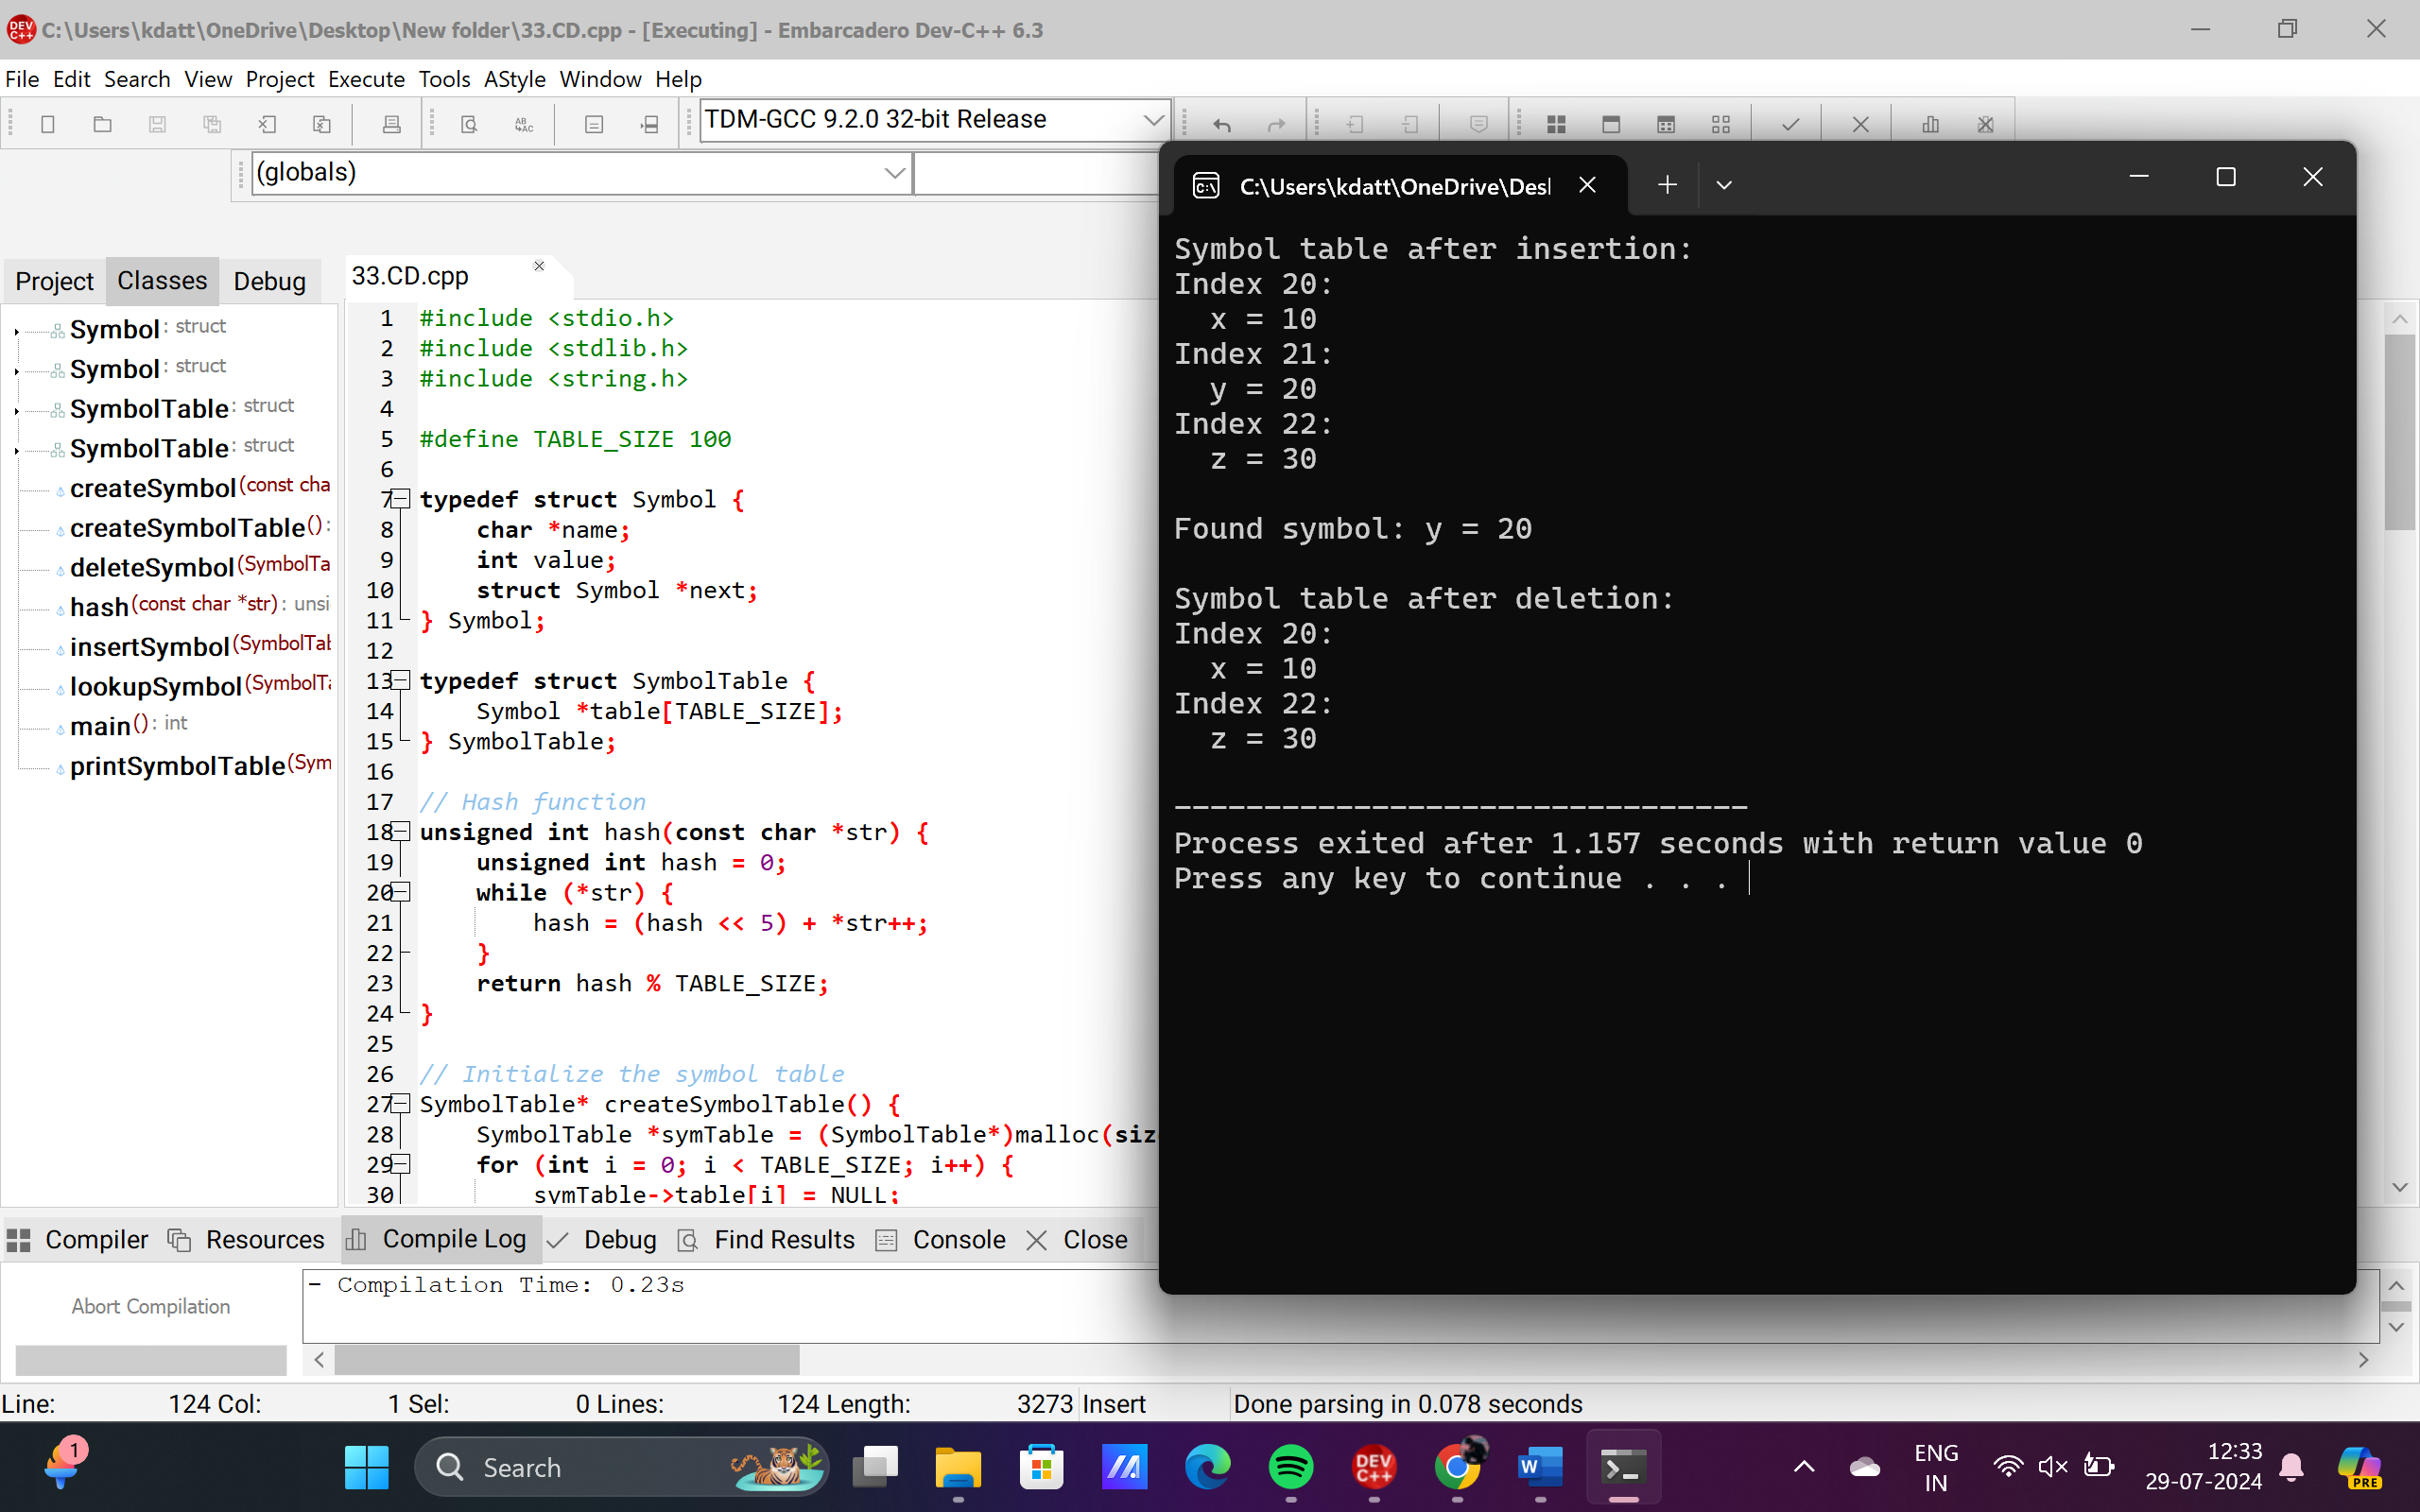 C:\Users\kdatt\OneDrive\Desktop\New folder\33.CD.cpp - [Executing] - Embarcadero Dev-C++ 6.3
File Edit Search View Project Execute Tools AStyle Window Help
TDM-GCC 9.2.0 32-bit Release
(globals)
Project Classes Debug
33.CD.cpp
Symbol : struct
Symbol : struct
SymbolTable : struct
SymbolTable : struct
createSymbol (const cha
createSymbolTable () :
deleteSymbol (SymbolTa
hash (const char *str) : unsi
insertSymbol (SymbolTal
lookupSymbol (SymbolTa
main () : int
printSymbolTable (Sym
1 #include <stdio.h>
2 #include <stdlib.h>
3 #include <string.h>
4
5 #define TABLE_SIZE 100
6
7 typedef struct Symbol {
8     char *name;
9     int value;
10     struct Symbol *next;
11 } Symbol;
12
13 typedef struct SymbolTable {
14     Symbol *table[TABLE_SIZE];
15 } SymbolTable;
16
17 // Hash function
18 unsigned int hash(const char *str) {
19     unsigned int hash = 0;
20     while (*str) {
21         hash = (hash << 5) + *str++;
22     }
23     return hash % TABLE_SIZE;
24 }
25
26 // Initialize the symbol table
27 SymbolTable* createSymbolTable() {
28     SymbolTable *symTable = (SymbolTable*)malloc(siz
29     for (int i = 0; i < TABLE_SIZE; i++) {
30         symTable->table[i] = NULL;
C:\Users\kdatt\OneDrive\Desl
Symbol table after insertion:
Index 20:
  x = 10
Index 21:
  y = 20
Index 22:
  z = 30
Found symbol: y = 20
Symbol table after deletion:
Index 20:
  x = 10
Index 22:
  z = 30
--------------------------------
Process exited after 1.157 seconds with return value 0
Press any key to continue . . .
Compiler Resources Compile Log Debug Find Results Console Close
Abort Compilation
- Compilation Time: 0.23s
Line: 124 Col: 1 Sel: 0 Lines: 124 Length: 3273 Insert Done parsing in 0.078 seconds
1
Search
DEV C++
W
PRE
ENG
IN
12:33
29-07-2024